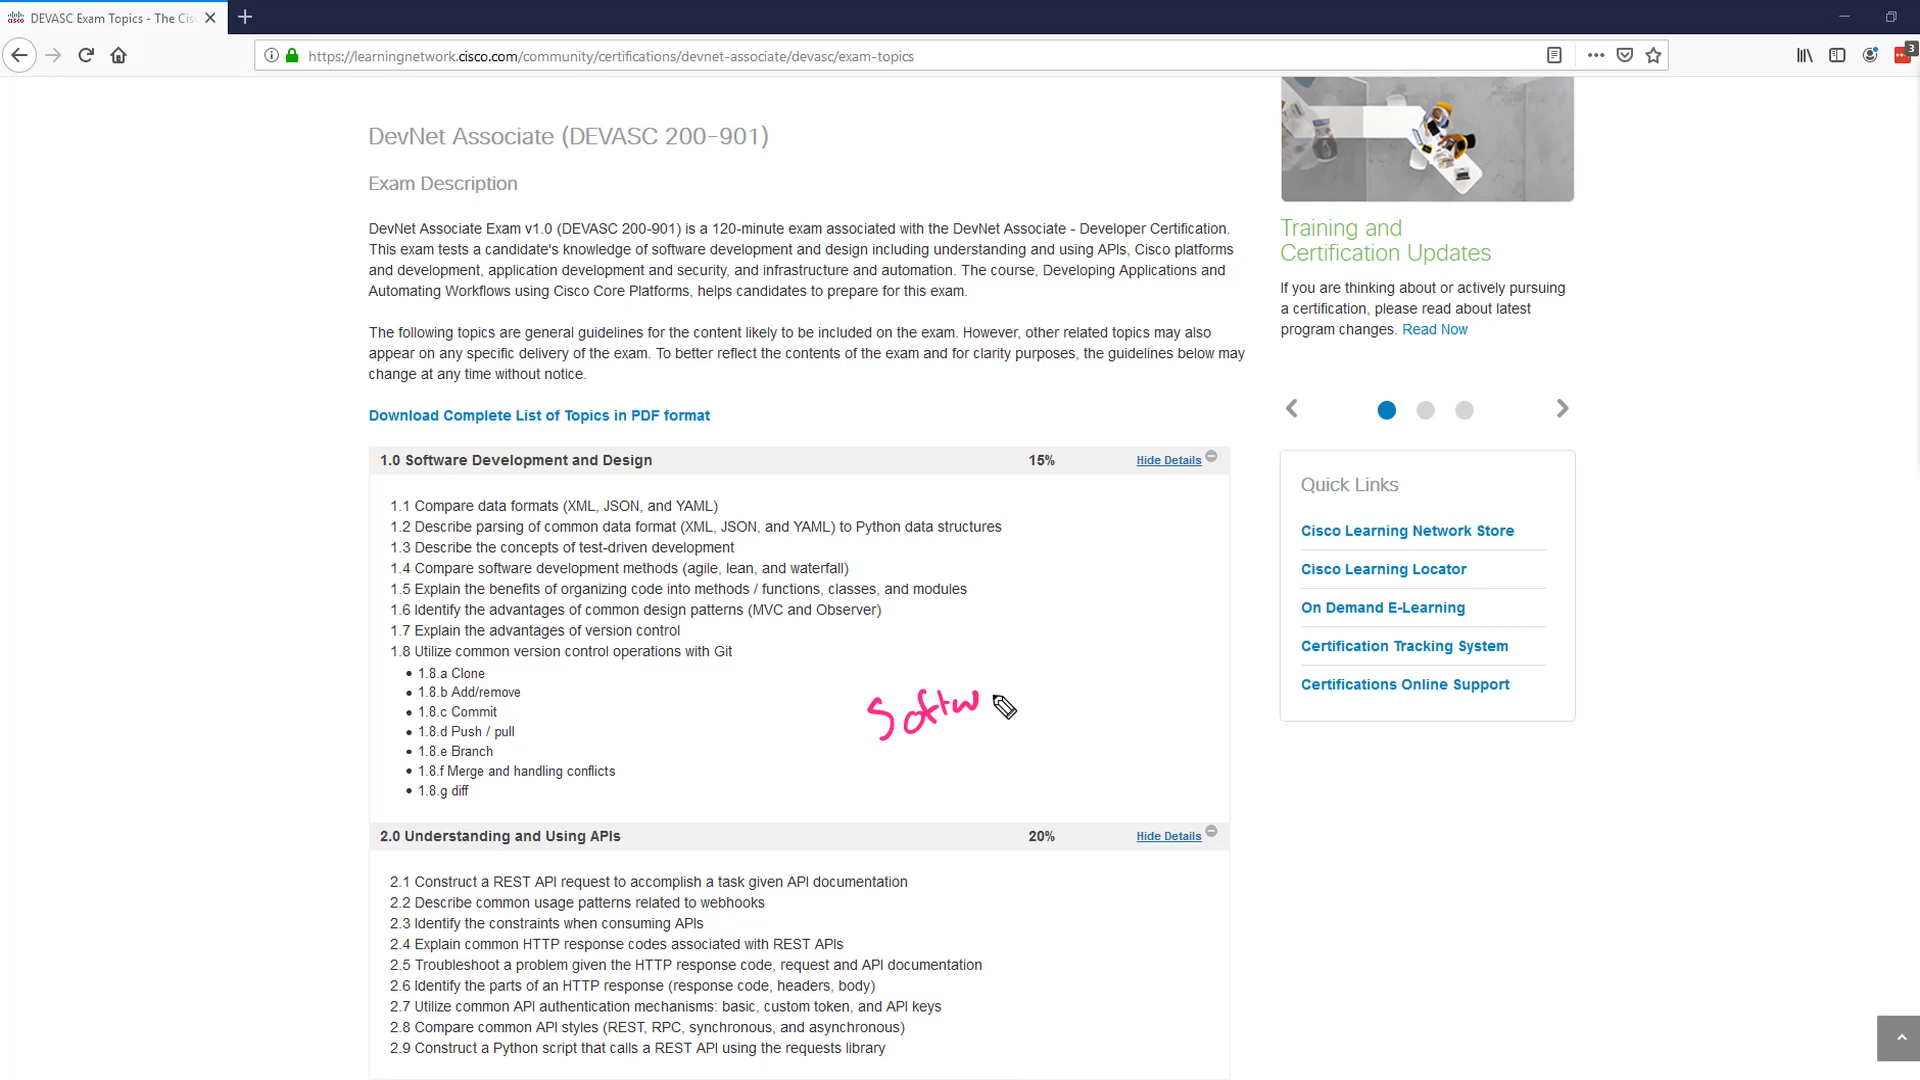 DEVASC Exam Topics - The Cis
https://learningnetwork.cisco.com/community/certifications/devnet-associate/devasc/exam-topics
3
DevNet Associate (DEVASC 200-901)
Exam Description
DevNet Associate Exam v1.0 (DEVASC 200-901) is a 120-minute exam associated with the DevNet Associate - Developer Certification.
This exam tests a candidate's knowledge of software development and design including understanding and using APIs, Cisco platforms
and development, application development and security, and infrastructure and automation. The course, Developing Applications and
Automating Workflows using Cisco Core Platforms, helps candidates to prepare for this exam.
The following topics are general guidelines for the content likely to be included on the exam. However, other related topics may also
appear on any specific delivery of the exam. To better reflect the contents of the exam and for clarity purposes, the guidelines below may
change at any time without notice.
Download Complete List of Topics in PDF format
1.0 Software Development and Design 15% Hide Details
1.1 Compare data formats (XML, JSON, and YAML)
1.2 Describe parsing of common data format (XML, JSON, and YAML) to Python data structures
1.3 Describe the concepts of test-driven development
1.4 Compare software development methods (agile, lean, and waterfall)
1.5 Explain the benefits of organizing code into methods / functions, classes, and modules
1.6 Identify the advantages of common design patterns (MVC and Observer)
1.7 Explain the advantages of version control
1.8 Utilize common version control operations with Git
• 1.8.a Clone
• 1.8.b Add/remove
• 1.8.c Commit
• 1.8.d Push / pull
• 1.8.e Branch
• 1.8.f Merge and handling conflicts
• 1.8.g diff
Softw
2.0 Understanding and Using APIs 20% Hide Details
2.1 Construct a REST API request to accomplish a task given API documentation
2.2 Describe common usage patterns related to webhooks
2.3 Identify the constraints when consuming APIs
2.4 Explain common HTTP response codes associated with REST APIs
2.5 Troubleshoot a problem given the HTTP response code, request and API documentation
2.6 Identify the parts of an HTTP response (response code, headers, body)
2.7 Utilize common API authentication mechanisms: basic, custom token, and API keys
2.8 Compare common API styles (REST, RPC, synchronous, and asynchronous)
2.9 Construct a Python script that calls a REST API using the requests library
Training and
Certification Updates
If you are thinking about or actively pursuing
a certification, please read about latest
program changes. Read Now
Quick Links
Cisco Learning Network Store
Cisco Learning Locator
On Demand E-Learning
Certification Tracking System
Certifications Online Support